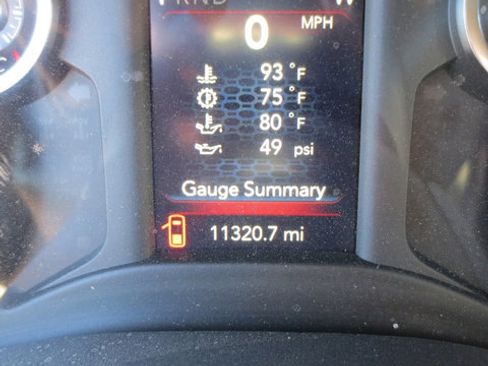 P R N D
0 MPH
93 °F
75 °F
80 °F
49 psi
Gauge Summary
11320.7 mi